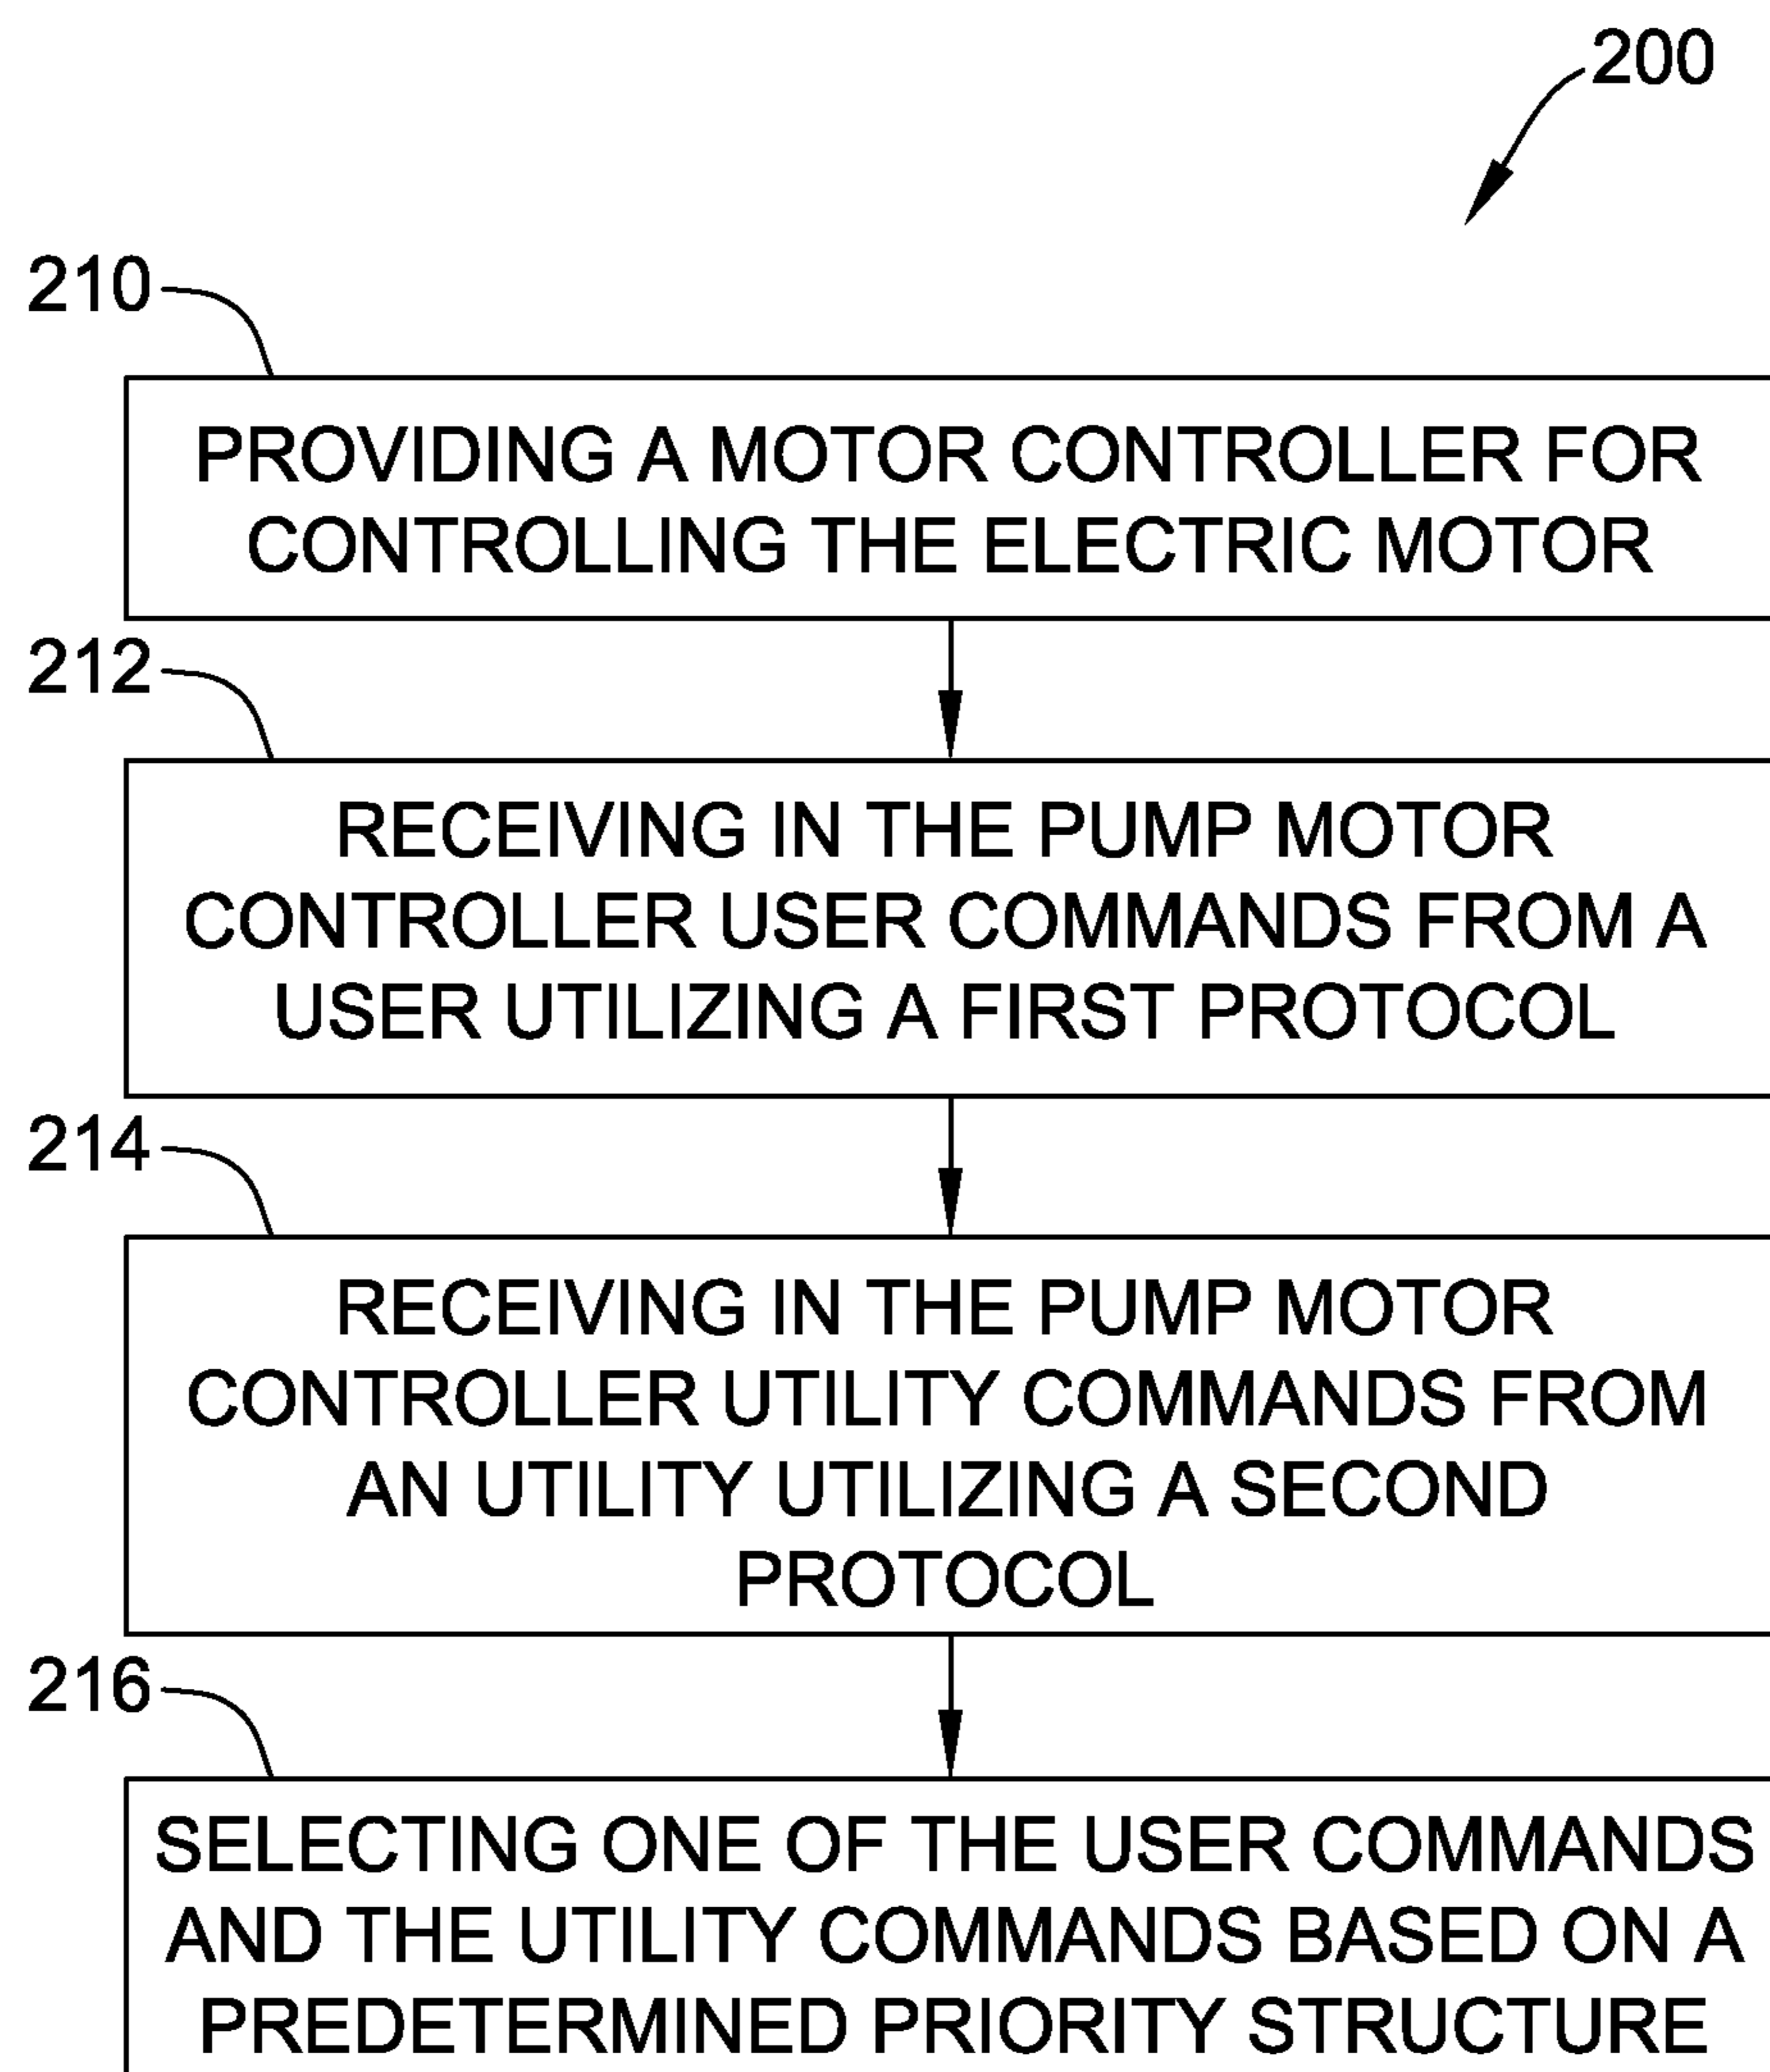 200
210
PROVIDING A MOTOR CONTROLLER FOR
CONTROLLING THE ELECTRIC MOTOR
212
RECEIVING IN THE PUMP MOTOR
CONTROLLER USER COMMANDS FROM A
USER UTILIZING A FIRST PROTOCOL
214
RECEIVING IN THE PUMP MOTOR
CONTROLLER UTILITY COMMANDS FROM
AN UTILITY UTILIZING A SECOND
PROTOCOL
216
SELECTING ONE OF THE USER COMMANDS
AND THE UTILITY COMMANDS BASED ON A
PREDETERMINED PRIORITY STRUCTURE